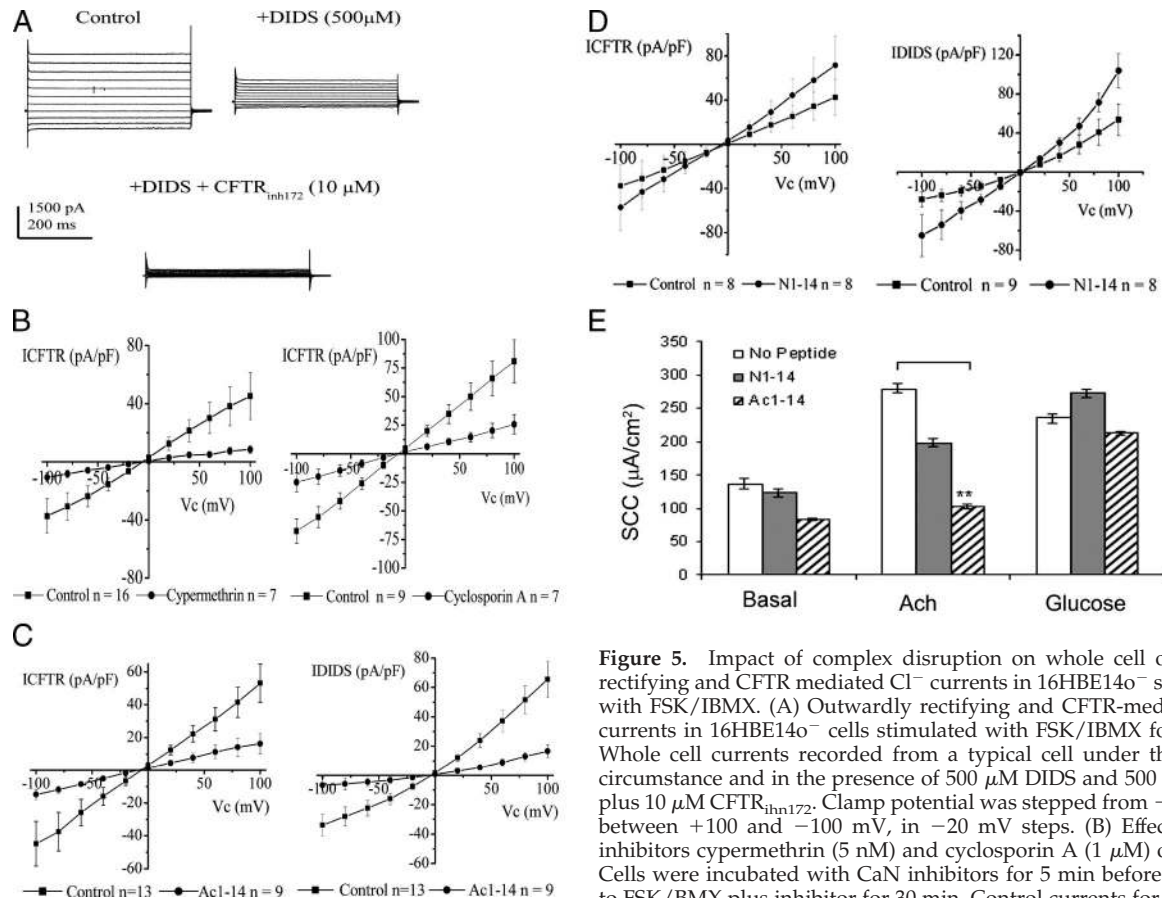 A
Control
+DIDS (500μM)
+DIDS + CFTRinh172 (10 μM)
1500 pA
200 ms
B
ICFTR (pA/pF)
80
40
-100
-50
50
100
Vc (mV)
-40
-80
Control n = 16
Cypermethrin n = 7
ICFTR (pA/pF)
100
75
50
25
-100
-50
50
100
Vc (mV)
-25
-50
-75
-100
Control n = 9
Cyclosporin A n = 7
C
ICFTR (pA/pF)
60
40
20
-100
-50
50
100
Vc (mV)
-20
-40
-60
Control n=13
Ac1-14 n = 9
IDIDS (pA/pF)
80
60
40
20
-100
-50
50
100
Vc (mV)
-20
-40
-60
Control n=13
Ac1-14 n = 9
D
ICFTR (pA/pF)
80
40
-100
-50
50
100
Vc (mV)
-40
-80
Control n = 8
N1-14 n = 8
IDIDS (pA/pF)
120
80
40
-100
-50
50
100
Vc (mV)
-40
-80
Control n = 9
N1-14 n = 8
E
SCC (μA/cm²)
350
300
250
200
150
100
50
0
No Peptide
N1-14
Ac1-14
**
Basal
Ach
Glucose
Figure 5. Impact of complex disruption on whole cell o
rectifying and CFTR mediated Cl⁻ currents in 16HBE14o⁻ s
with FSK/IBMX. (A) Outwardly rectifying and CFTR-med
currents in 16HBE14o⁻ cells stimulated with FSK/IBMX fo
Whole cell currents recorded from a typical cell under th
circumstance and in the presence of 500 μM DIDS and 500
plus 10 μM CFTRihn172. Clamp potential was stepped from −
between +100 and −100 mV, in −20 mV steps. (B) Effec
inhibitors cypermethrin (5 nM) and cyclosporin A (1 μM) o
Cells were incubated with CaN inhibitors for 5 min before
to FSK/BMX plus inhibitor for 30 min. Control currents for